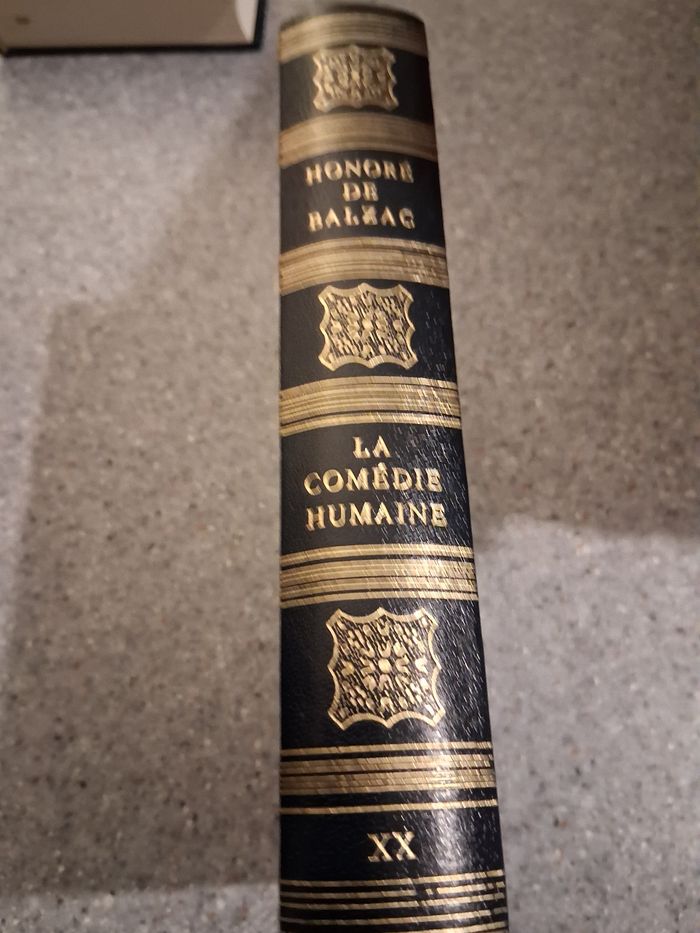 HONORÉ
DE
BALZAC
LA
COMÉDIE
HUMAINE
XX